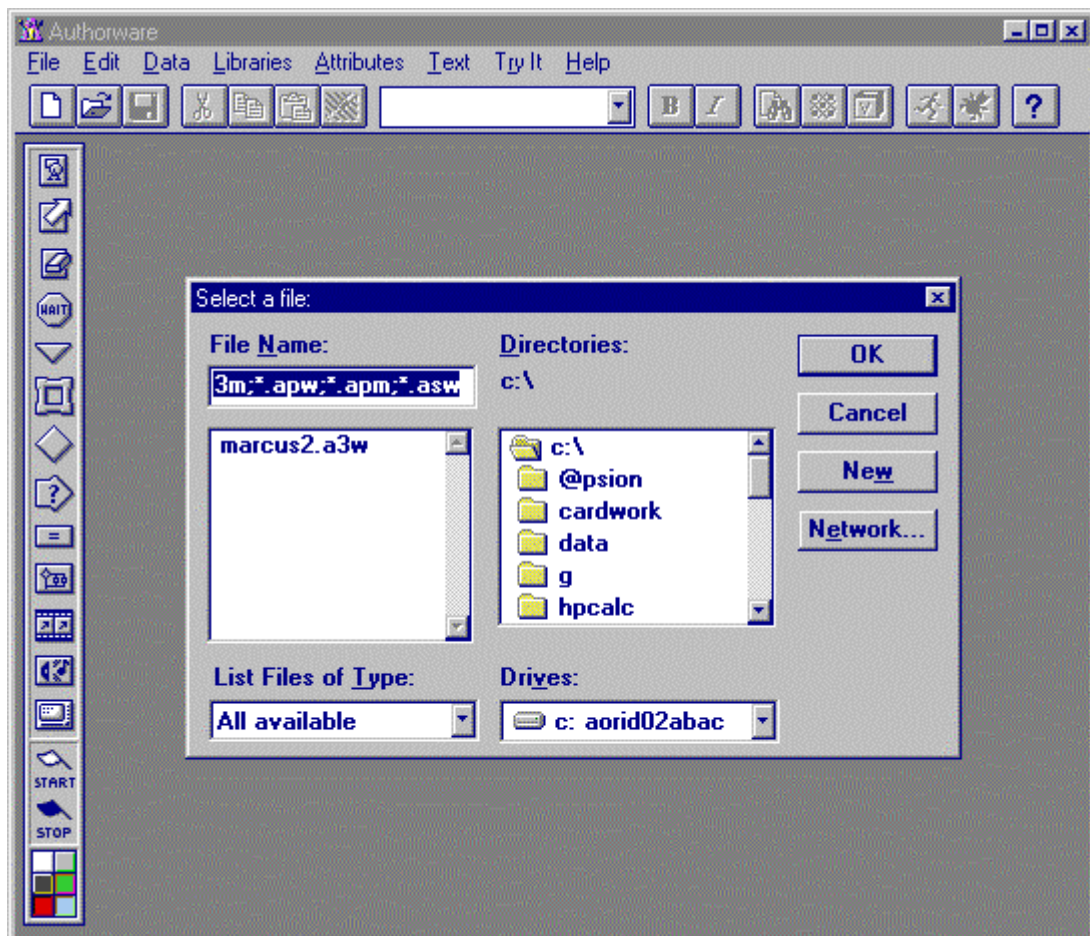 Authorware
File Edit Data Libraries Attributes Text Try It Help
B I ?
WAIT
?
=
START
STOP
Select a file:
File Name:
3m;*.apw;*.apm;*.asw
marcus2.a3w
List Files of Type:
All available
Directories:
c:\
c:\
@psion
cardwork
data
g
hpcalc
Drives:
c: aorid02abac
OK
Cancel
New
Network...